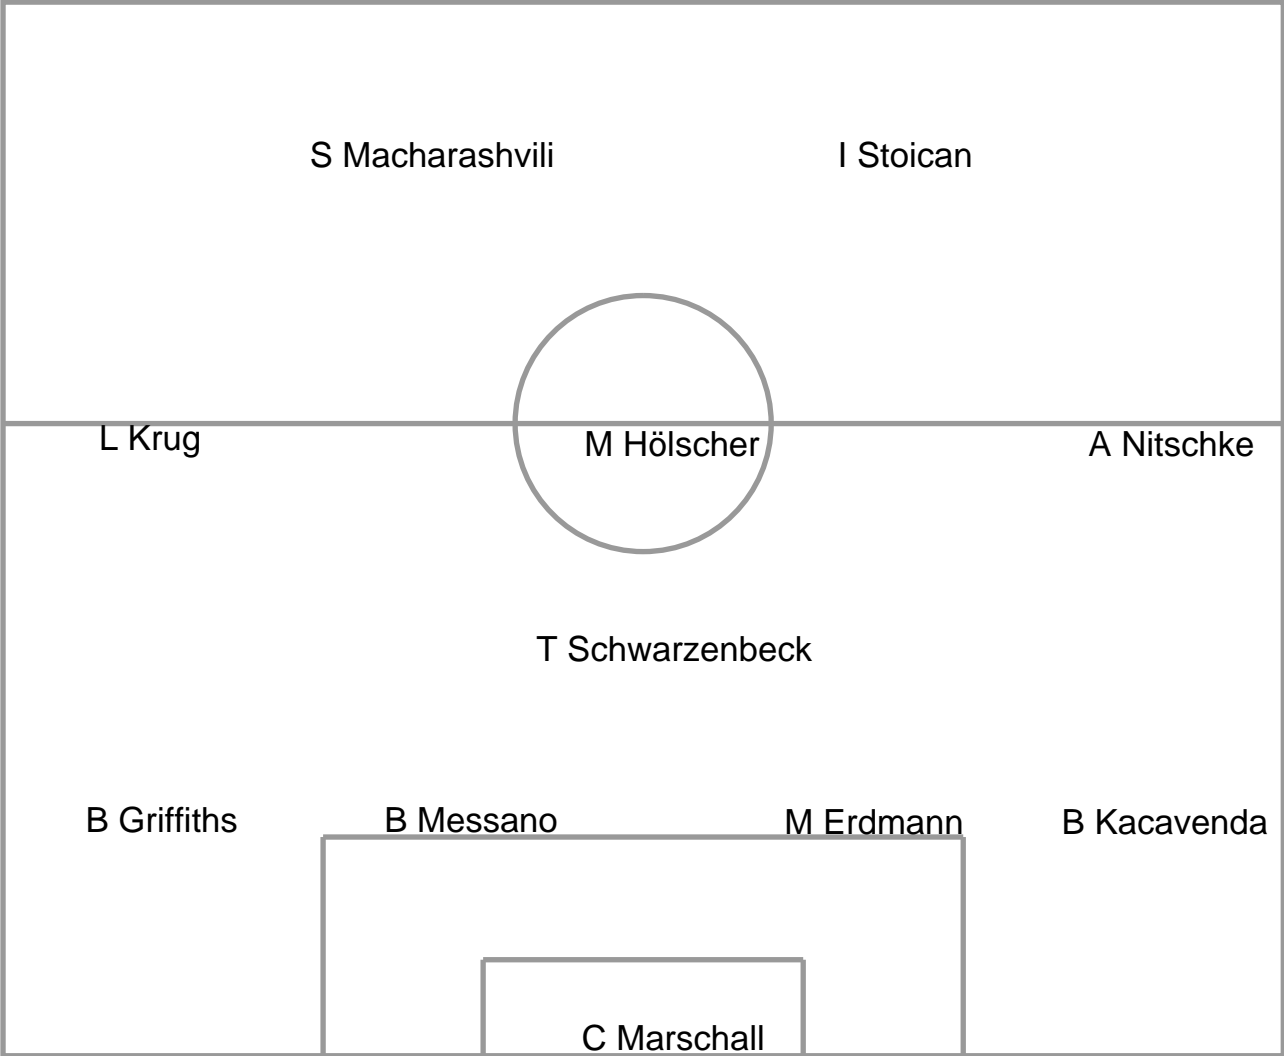 S Macharashvili
I Stoican
L Krug
M Hölscher
A Nitschke
T Schwarzenbeck
B Griffiths
B Messano
M Erdmann
B Kacavenda
C Marschall